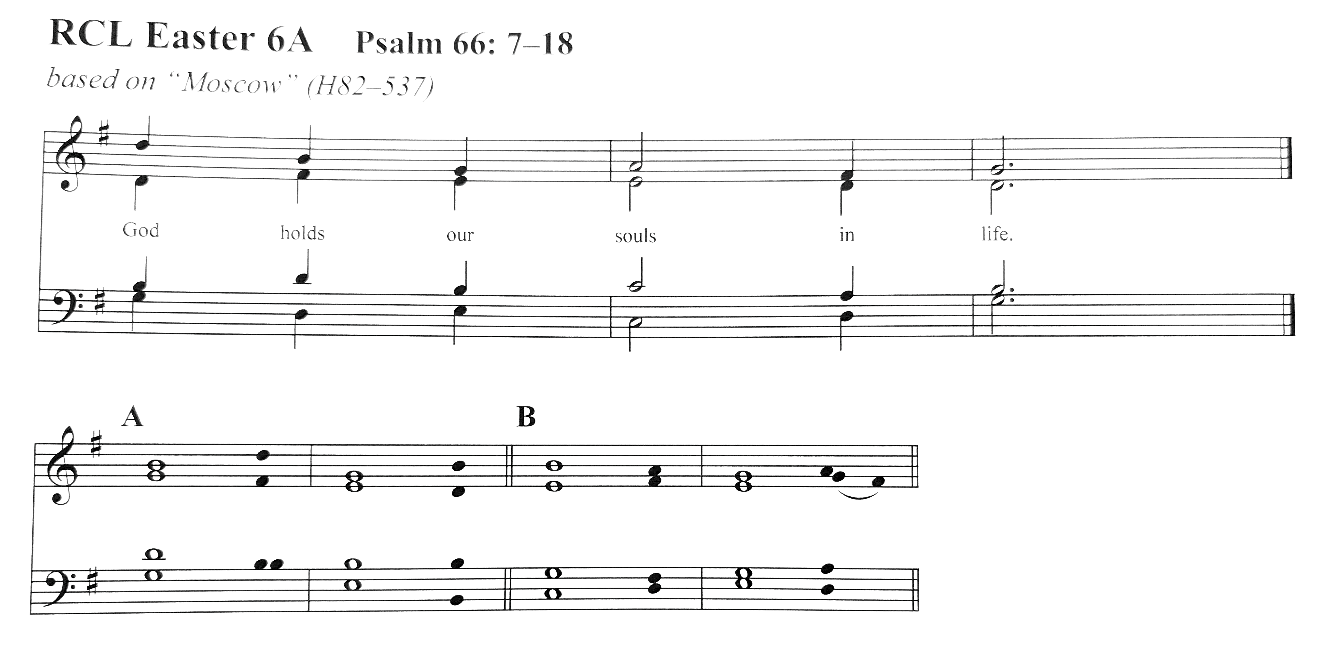 RCL Easter 6A Psalm 66: 7–18
based on “Moscow” (H82–537)
God holds our souls in life.
A B